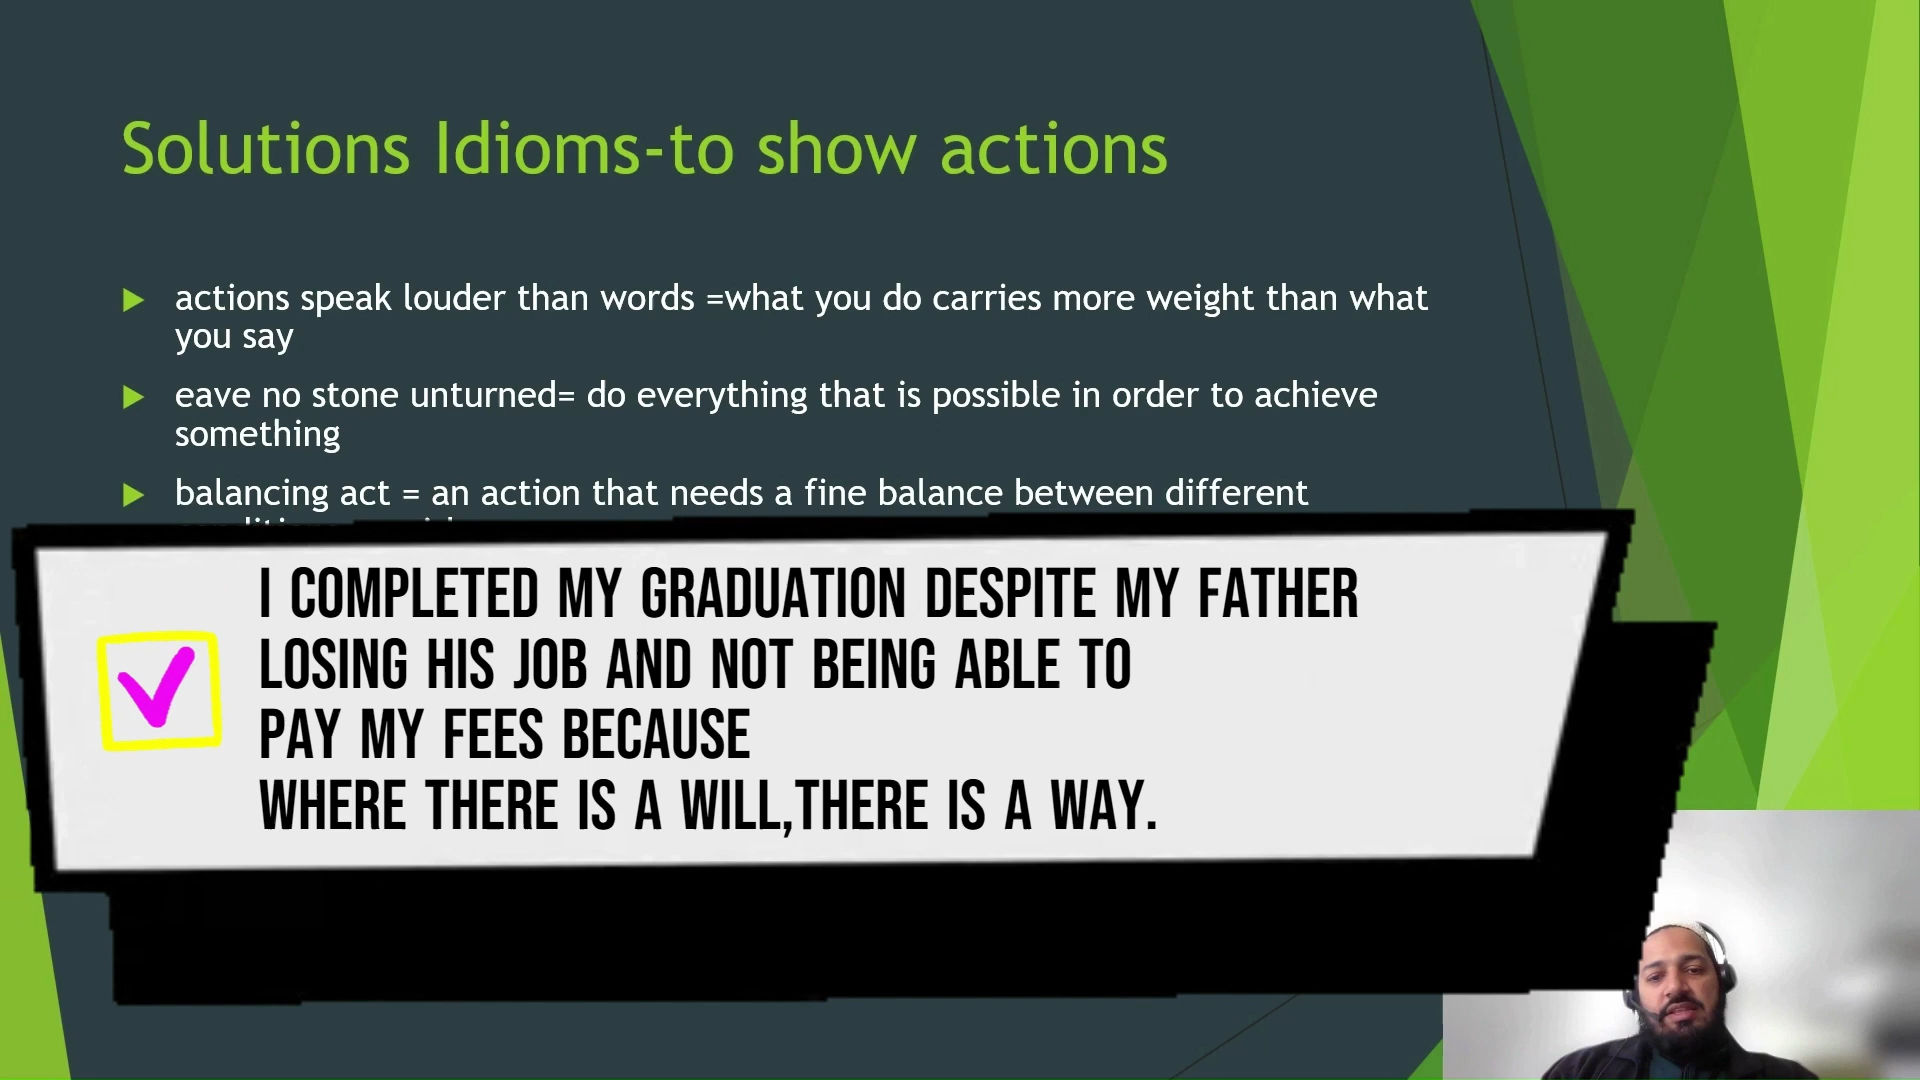 Solutions Idioms-to show actions
actions speak louder than words =what you do carries more weight than what
you say
eave no stone unturned= do everything that is possible in order to achieve
something
balancing act = an action that needs a fine balance between different
I COMPLETED MY GRADUATION DESPITE MY FATHER
LOSING HIS JOB AND NOT BEING ABLE TO
PAY MY FEES BECAUSE
WHERE THERE IS A WILL,THERE IS A WAY.